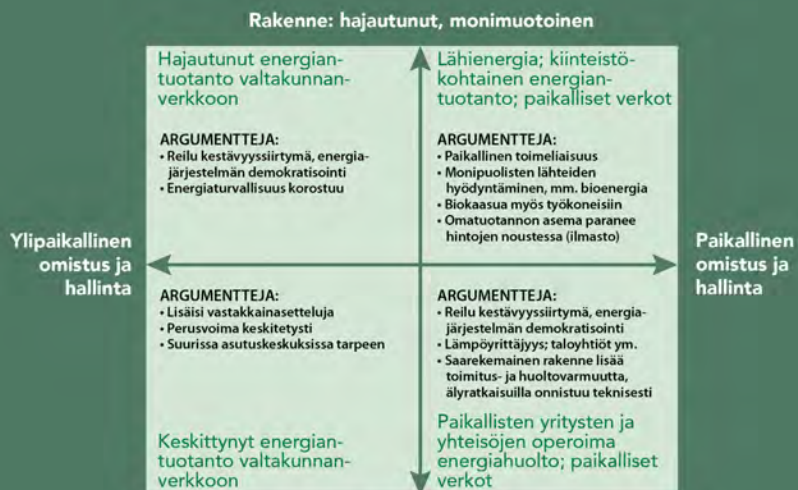 Rakenne: hajautunut, monimuotoinen
Hajautunut energian-
tuotanto valtakunnan-
verkkoon
ARGUMENTTEJA:
• Reilu kestävyyssiirtymä, energia-
järjestelmän demokratisointi
• Energiaturvallisuus korostuu
Lähienergia; kiinteistö-
kohtainen energian-
tuotanto; paikalliset verkot
ARGUMENTTEJA:
• Paikallinen toimeliaisuus
• Monipuolisten lähteiden
hyödyntäminen, mm. bioenergia
• Biokaasua myös työkoneisiin
• Omatuotannon asema paranee
hintojen noustessa (ilmasto)
Ylipaikallinen
omistus ja
hallinta
Paikallinen
omistus ja
hallinta
ARGUMENTTEJA:
• Lisäisi vastakkainasetteluja
• Perusvoima keskitetysti
• Suurissa asutuskeskuksissa tarpeen
Keskittynyt energian-
tuotanto valtakunnan-
verkkoon
ARGUMENTTEJA:
• Reilu kestävyyssiirtymä, energia-
järjestelmän demokratisointi
• Lämpöyrittäjyys; taloyhtiöt ym.
• Saarekemainen rakenne lisää
toimitus- ja huoltovarmuutta,
älyratkaisuilla onnistuu teknisesti
Paikallisten yritysten ja
yhteisöjen operoima
energiahuolto; paikalliset
verkot